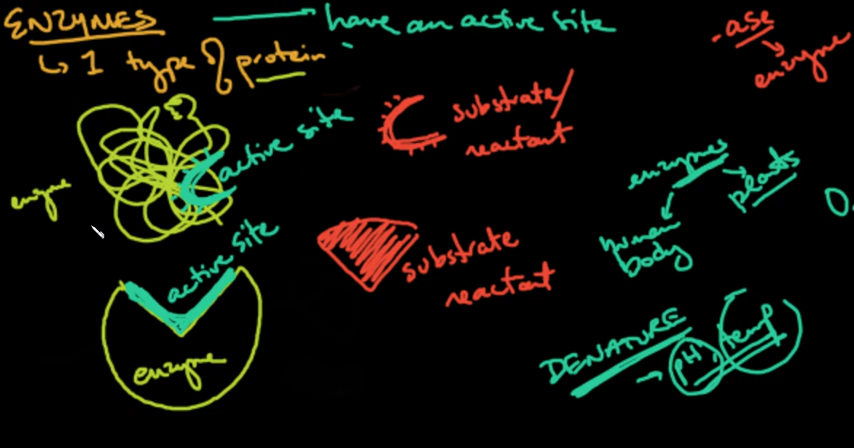 ENZYMES → have an active site
↳ 1 type of protein
-ase
enzyme
active site
substrate/
reactant
enzyme
enzymes
plants
human
body
active site
substrate
reactant
enzyme
DENATURE
→ pH, temp